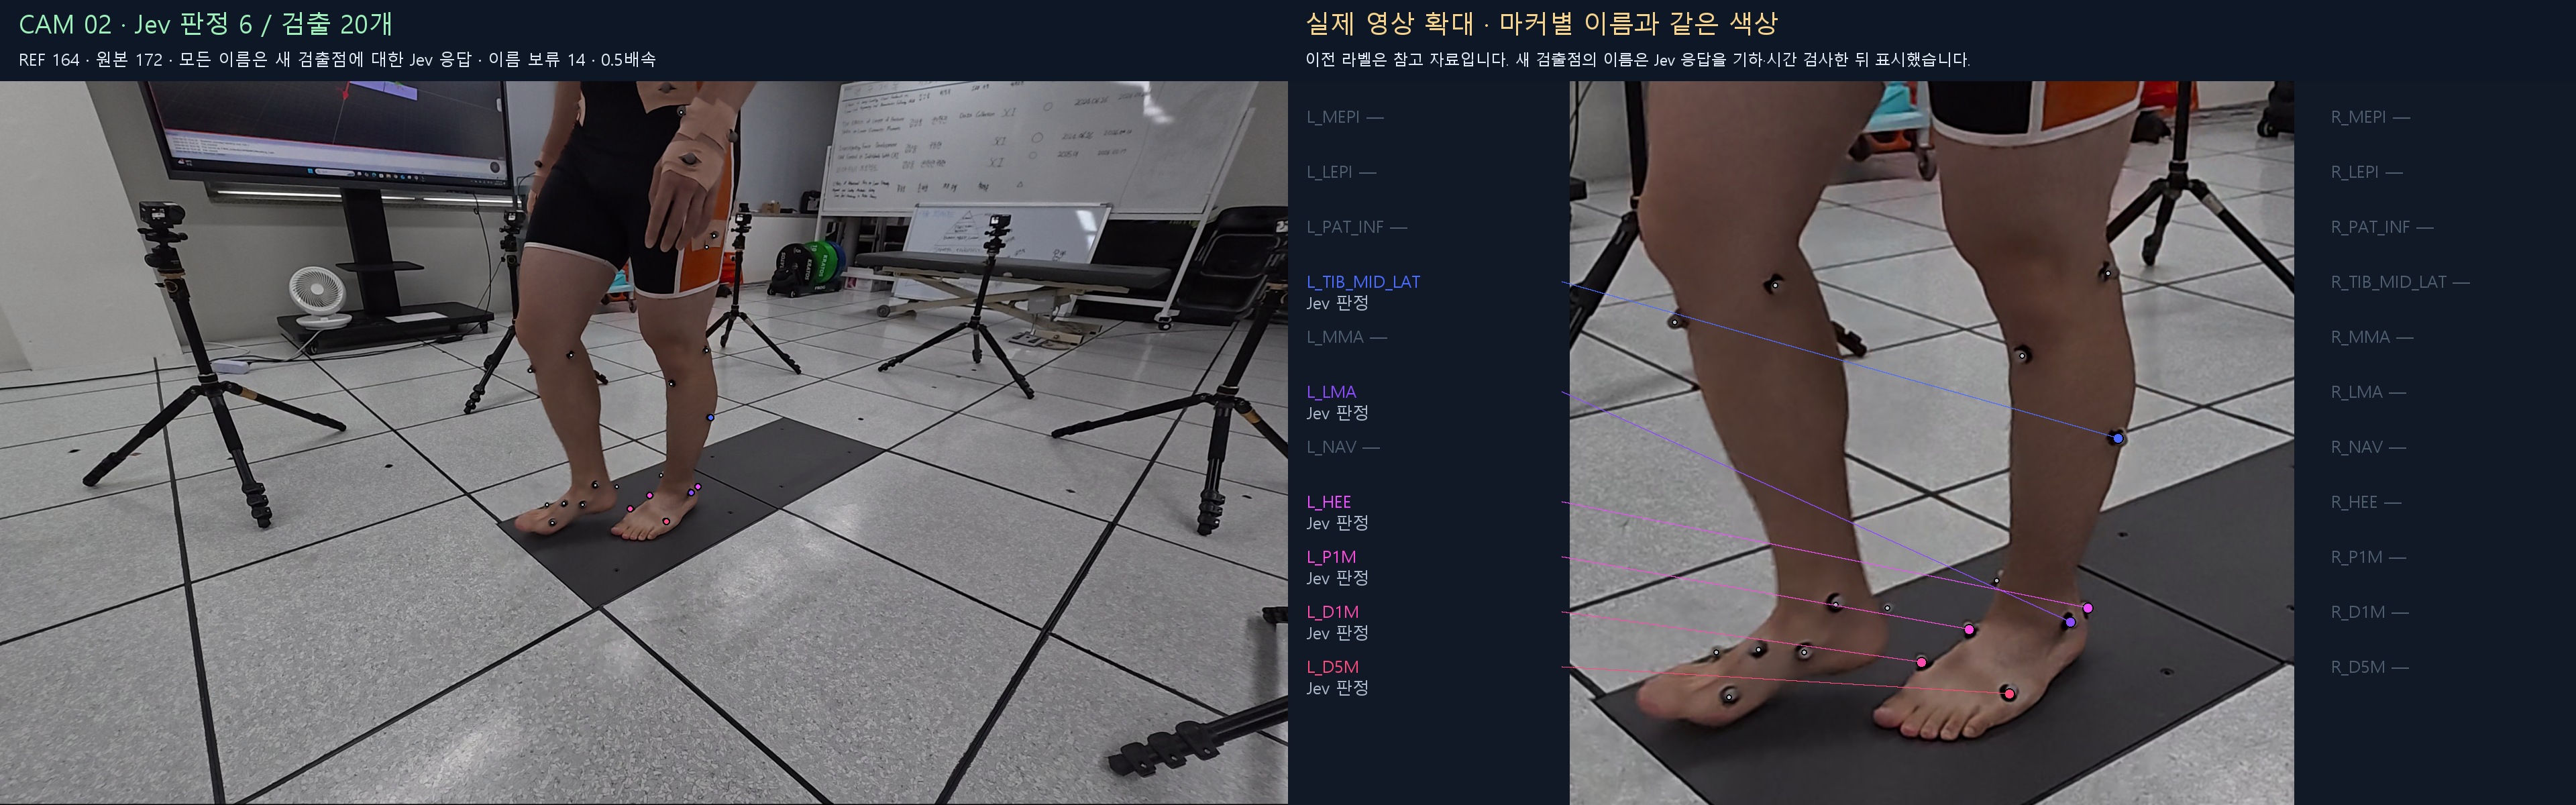 CAM 02 · Jev 판정 6 / 검출 20개
REF 164 · 원본 172 · 모든 이름은 새 검출점에 대한 Jev 응답 · 이름 보류 14 · 0.5배속
실제 영상 확대 · 마커별 이름과 같은 색상
이전 라벨은 참고 자료입니다. 새 검출점의 이름은 Jev 응답을 기하·시간 검사한 뒤 표시했습니다.
L_MEPI —
L_LEPI —
L_PAT_INF —
L_TIB_MID_LAT
Jev 판정
L_MMA —
L_LMA
Jev 판정
L_NAV —
L_HEE
Jev 판정
L_P1M
Jev 판정
L_D1M
Jev 판정
L_D5M
Jev 판정
R_MEPI —
R_LEPI —
R_PAT_INF —
R_TIB_MID_LAT —
R_MMA —
R_LMA —
R_NAV —
R_HEE —
R_P1M —
R_D1M —
R_D5M —